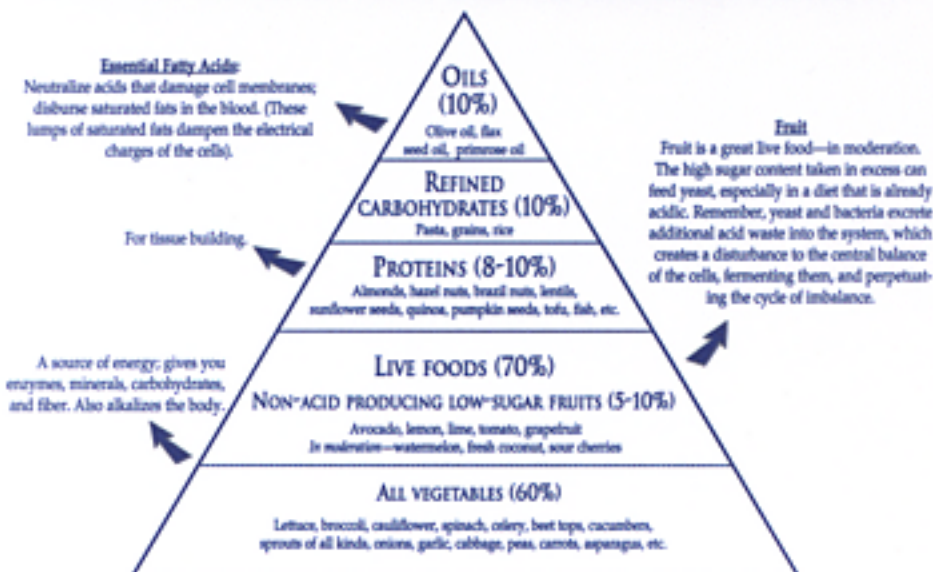 Essential Fatty Acids:
Neutralize acids that damage cell membranes;
disburse saturated fats in the blood. (These
lumps of saturated fats dampen the electrical
charges of the cells).
OILS
(10%)
Olive oil, flax
seed oil, primrose oil
Fruit
Fruit is a great live food—in moderation.
The high sugar content taken in excess can
feed yeast, especially in a diet that is already
acidic. Remember, yeast and bacteria excrete
additional acid waste into the system, which
creates a disturbance to the central balance
of the cells, fermenting them, and perpetuat-
ing the cycle of imbalance.
REFINED
CARBOHYDRATES (10%)
Pasta, grains, rice
For tissue building.
PROTEINS (8-10%)
Almonds, hazel nuts, brazil nuts, lentils,
sunflower seeds, quinoa, pumpkin seeds, tofu, fish, etc.
A source of energy; gives you
enzymes, minerals, carbohydrates,
and fiber. Also alkalizes the body.
LIVE FOODS (70%)
NON-ACID PRODUCING LOW-SUGAR FRUITS (5-10%)
Avocado, lemon, lime, tomato, grapefruit
In moderation—watermelon, fresh coconut, sour cherries
ALL VEGETABLES (60%)
Lettuce, broccoli, cauliflower, spinach, celery, beet tops, cucumbers,
sprouts of all kinds, onions, garlic, cabbage, peas, carrots, asparagus, etc.